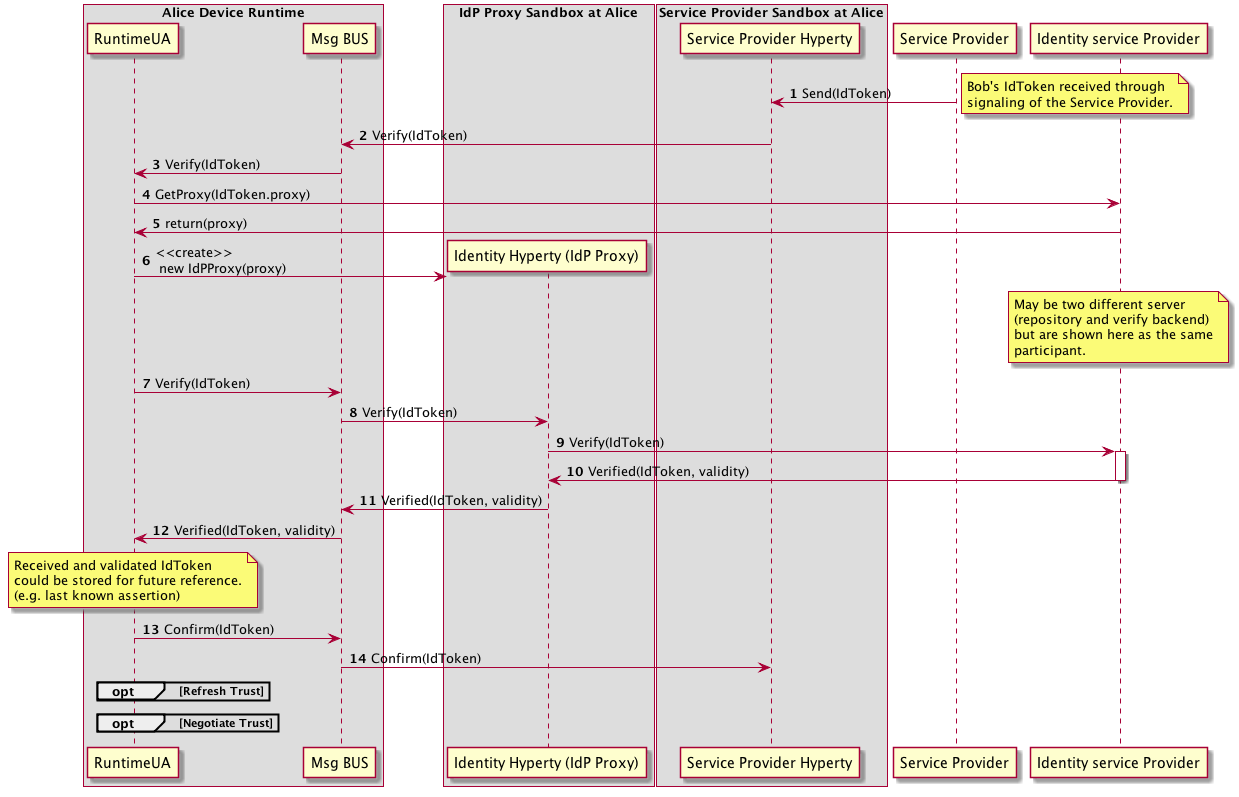 Alice Device Runtime
IdP Proxy Sandbox at Alice
Service Provider Sandbox at Alice
RuntimeUA
Msg BUS
Service Provider Hyperty
Service Provider
Identity service Provider
Bob's IdToken received through
signaling of the Service Provider.
1 Send(IdToken)
2 Verify(IdToken)
3 Verify(IdToken)
4 GetProxy(IdToken.proxy)
5 return(proxy)
6 <<create>>
new IdPProxy(proxy)
Identity Hyperty (IdP Proxy)
May be two different server
(repository and verify backend)
but are shown here as the same
participant.
7 Verify(IdToken)
8 Verify(IdToken)
9 Verify(IdToken)
10 Verified(IdToken, validity)
11 Verified(IdToken, validity)
12 Verified(IdToken, validity)
Received and validated IdToken
could be stored for future reference.
(e.g. last known assertion)
13 Confirm(IdToken)
14 Confirm(IdToken)
opt [Refresh Trust]
opt [Negotiate Trust]
RuntimeUA
Msg BUS
Identity Hyperty (IdP Proxy)
Service Provider Hyperty
Service Provider
Identity service Provider